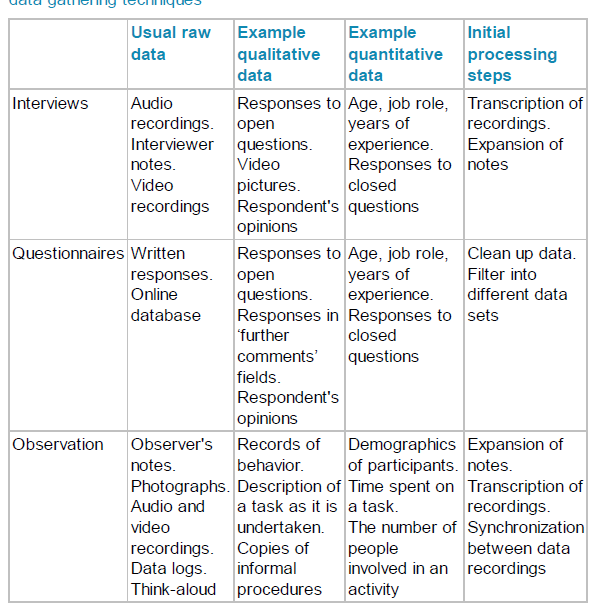 data gathering techniques
Usual raw data
Example qualitative data
Example quantitative data
Initial processing steps
Interviews
Audio
recordings.
Interviewer
notes.
Video
recordings
Responses to
open
questions.
Video
pictures.
Respondent's
opinions
Age, job role,
years of
experience.
Responses to
closed
questions
Transcription of
recordings.
Expansion of
notes
Questionnaires
Written
responses.
Online
database
Responses to
open
questions.
Responses in
‘further
comments’
fields.
Respondent's
opinions
Age, job role,
years of
experience.
Responses to
closed
questions
Clean up data.
Filter into
different data
sets
Observation
Observer's
notes.
Photographs.
Audio and
video
recordings.
Data logs.
Think-aloud
Records of
behavior.
Description of
a task as it is
undertaken.
Copies of
informal
procedures
Demographics
of participants.
Time spent on
a task.
The number of
people
involved in an
activity
Expansion of
notes.
Transcription of
recordings.
Synchronization
between data
recordings